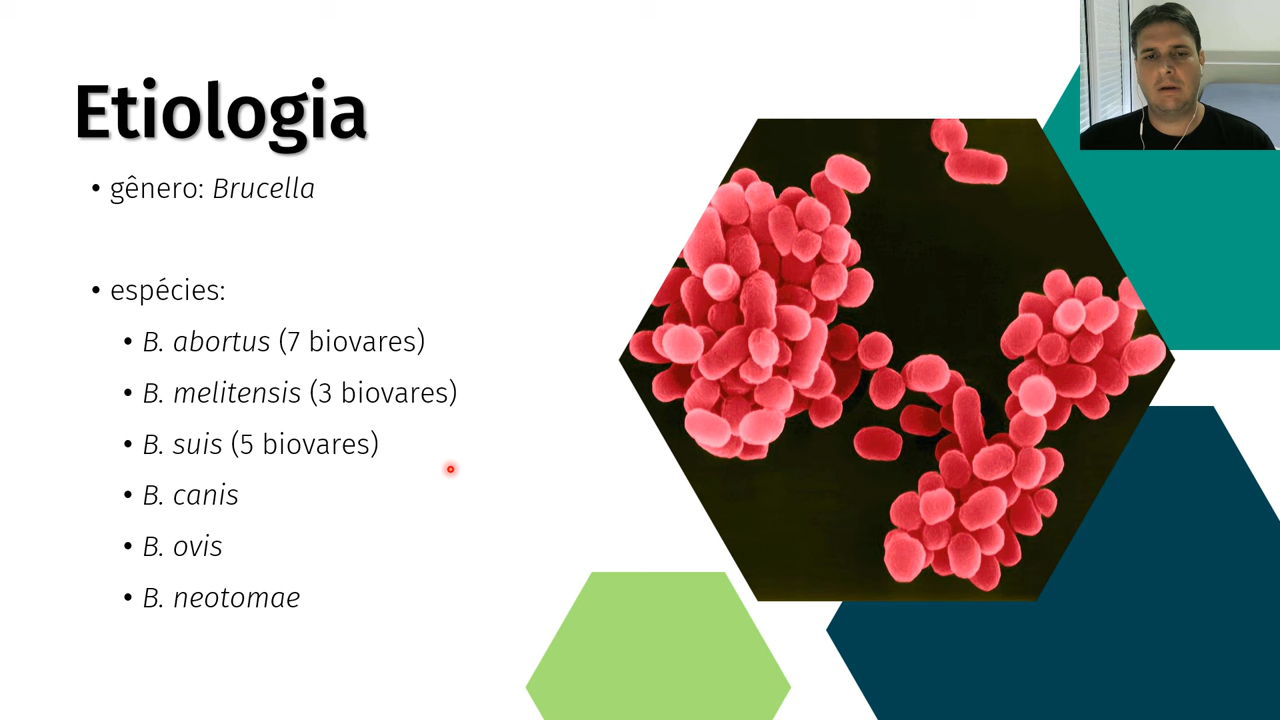 Etiologia
• gênero: Brucella
• espécies:
• B. abortus (7 biovares)
• B. melitensis (3 biovares)
• B. suis (5 biovares)
• B. canis
• B. ovis
• B. neotomae